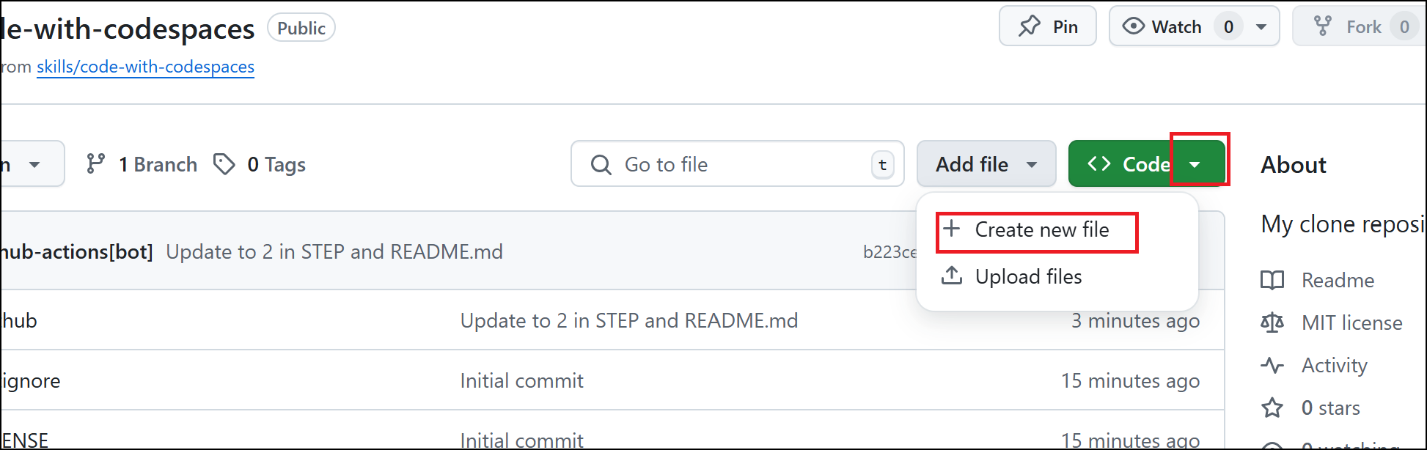 le-with-codespaces Public Pin Watch 0 Fork 0
rom skills/code-with-codespaces
n 1 Branch 0 Tags Go to file t Add file Code About
Create new file My clone reposi
hub-actions[bot] Update to 2 in STEP and README.md b223ce
Upload files Readme
hub Update to 2 in STEP and README.md 3 minutes ago MIT license
Activity
ignore Initial commit 15 minutes ago
0 stars
ENSE Initial commit 15 minutes ago
0 watching